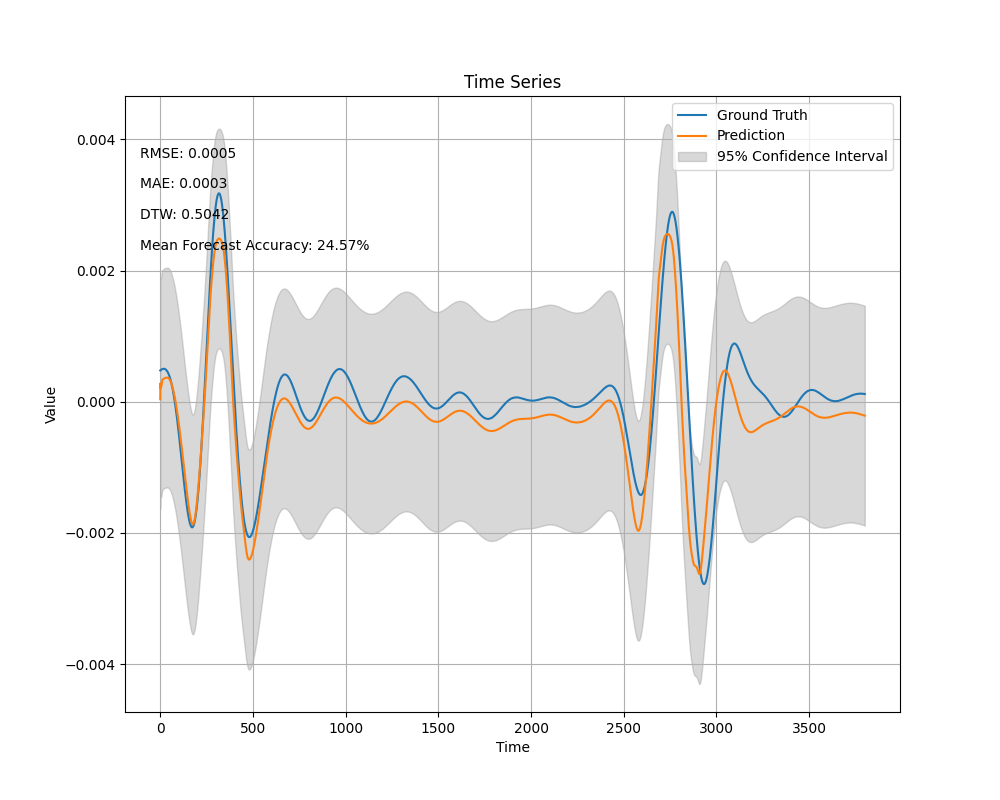 Time Series
Ground Truth
Prediction
95% Confidence Interval
RMSE: 0.0005
MAE: 0.0003
DTW: 0.5042
Mean Forecast Accuracy: 24.57%
0.004
0.002
0.000
−0.002
−0.004
Value
0 500 1000 1500 2000 2500 3000 3500
Time